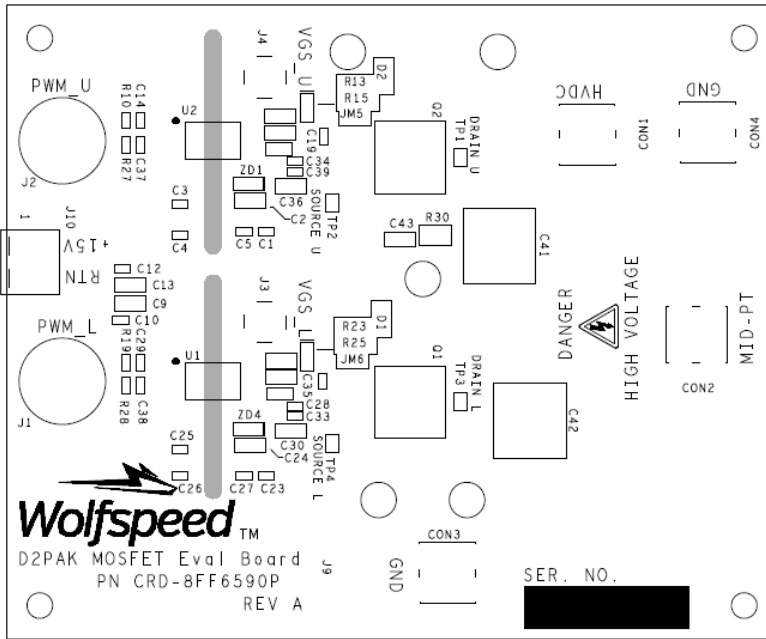 J4
VGS U
D2
R13
R15
JM5
PWM_U
R10
C14
U2
Q2
DRAIN U
TP1
HVDC
CON1
GND
CON4
C19
J2
R27
C37
C34
C39
ZD1
C36
C2
SOURCE U
TP2
C3
C4
C5
C1
C43
R30
C41
1
J10
+15V
RTN
C12
C13
C9
C10
J3
VGS L
D1
R23
R25
JM6
PWM_L
R19
C29
U1
Q1
DRAIN L
TP3
DANGER
HIGH VOLTAGE
MID-PT
CON2
C35
J1
R28
C38
C28
C33
ZD4
C30
C24
SOURCE L
TP4
C42
C25
C26
C27
C23
Wolfspeed™
D2PAK MOSFET Eval Board
PN CRD-8FF6590P
REV A
J9
GND
CON3
SER. NO.